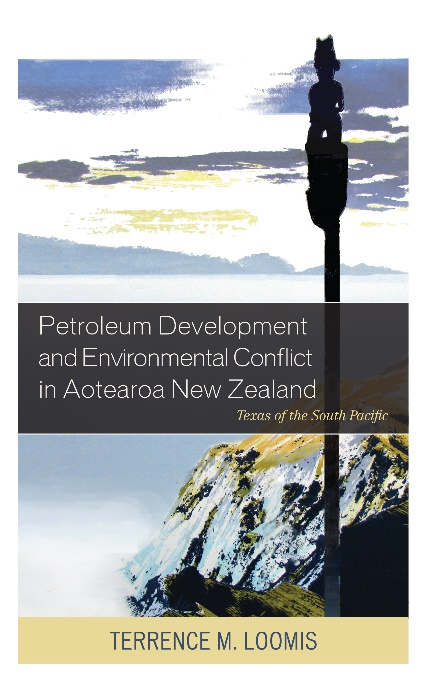 Petroleum Development
and Environmental Conflict
in Aotearoa New Zealand
Texas of the South Pacific
TERRENCE M. LOOMIS